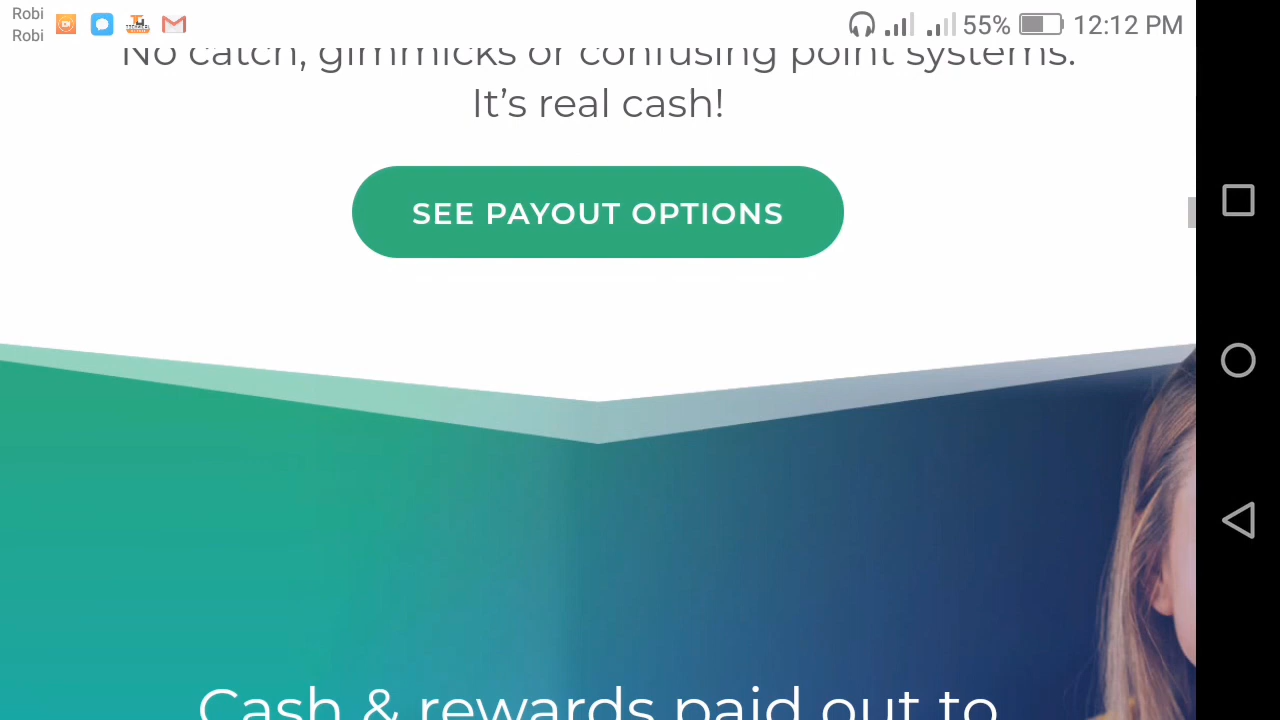 Robi
Robi
55% 12:12 PM
No catch, gimmicks or confusing point systems.
It's real cash!
SEE PAYOUT OPTIONS
Cash & rewards paid out to